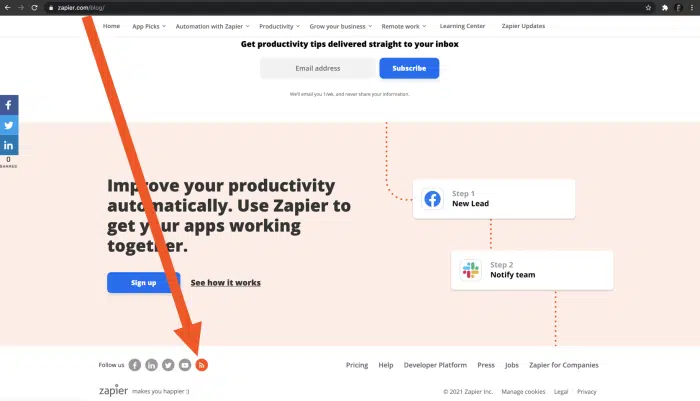 zapier.com/blog/
Home App Picks Automation with Zapier Productivity Grow your business Remote work Learning Center Zapier Updates
Get productivity tips delivered straight to your inbox
Email address Subscribe
We'll email you 1/wk, and never share your information.
0
SHARES
Improve your productivity
automatically. Use Zapier to
get your apps working
together.
Sign up See how it works
Step 1
New Lead
Step 2
Notify team
Follow us
Pricing Help Developer Platform Press Jobs Zapier for Companies
zapier makes you happier :)
© 2021 Zapier Inc. Manage cookies Legal Privacy